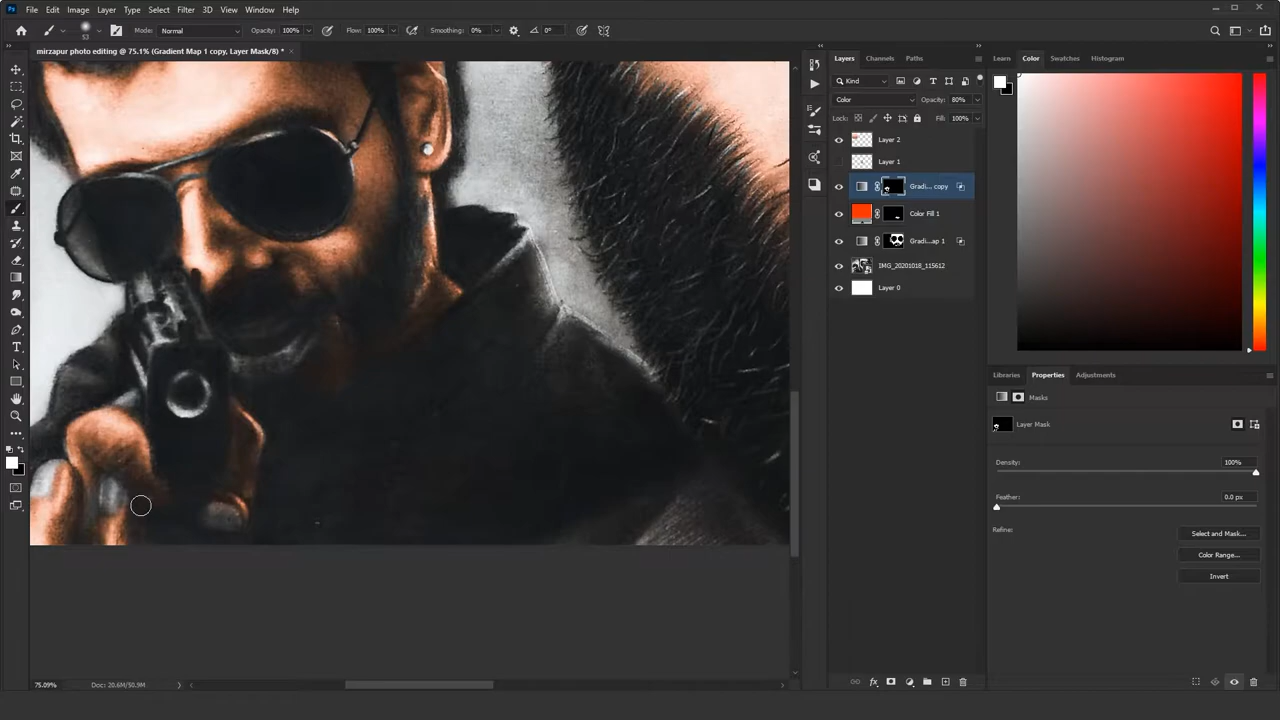 File Edit Image Layer Type Select Filter 3D View Window Help
53 Mode: Normal Opacity: 100% Flow: 100% Smoothing: 0% 0°
mirzapur photo editing @ 75.1% (Gradient Map 1 copy, Layer Mask/8) *
Layers Channels Paths
Learn Color Swatches Histogram
Kind
Color Opacity: 80%
Lock: Fill: 100%
Layer 2
Layer 1
Gradi... copy
Color Fill 1
Gradi...ap 1
IMG_20201018_115612
Layer 0
Libraries Properties Adjustments
Masks
Layer Mask
Density: 100%
Feather: 0.0 px
Refine: Select and Mask...
Color Range...
Invert
75.09% Doc: 20.6M/50.9M